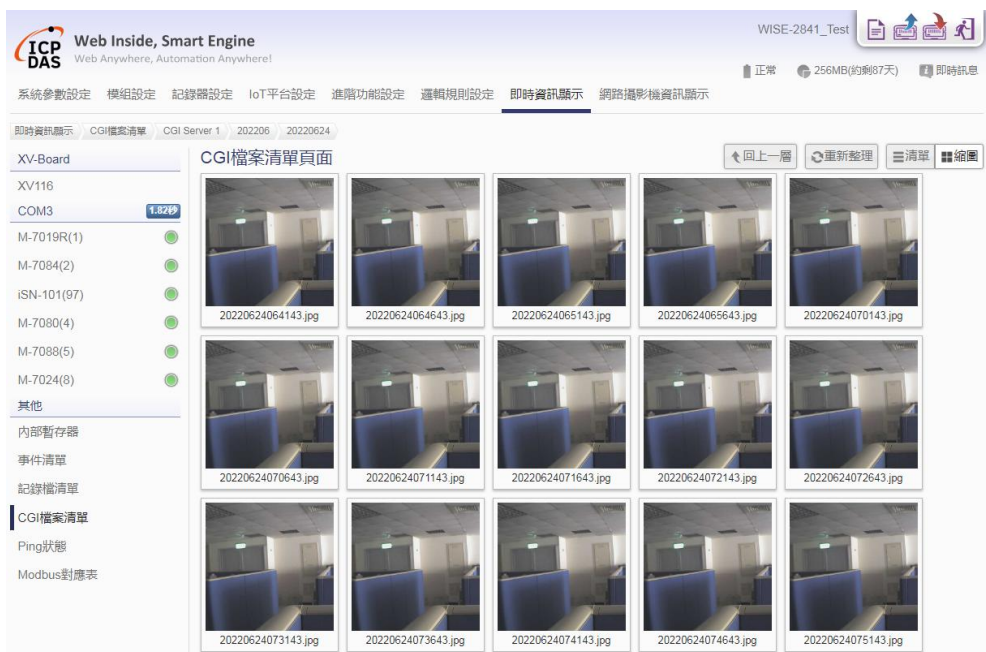 ICP DAS
Web Inside, Smart Engine
Web Anywhere, Automation Anywhere!
WISE-2841_Test
正常 256MB(約剩87天) 即時訊息
系統參數設定 模組設定 記錄器設定 IoT平台設定 進階功能設定 邏輯規則設定 即時資訊顯示 網路攝影機資訊顯示
即時資訊顯示 CGI檔案清單 CGI Server 1 202206 20220624
XV-Board
XV116
COM3 1.82秒
M-7019R(1)
M-7084(2)
iSN-101(97)
M-7080(4)
M-7088(5)
M-7024(8)
其他
內部暫存器
事件清單
記錄檔清單
CGI檔案清單
Ping狀態
Modbus對應表
CGI檔案清單頁面
回上一層 重新整理 清單 縮圖
20220624064143.jpg 20220624064643.jpg 20220624065143.jpg 20220624065643.jpg 20220624070143.jpg
20220624070643.jpg 20220624071143.jpg 20220624071643.jpg 20220624072143.jpg 20220624072643.jpg
20220624073143.jpg 20220624073643.jpg 20220624074143.jpg 20220624074643.jpg 20220624075143.jpg